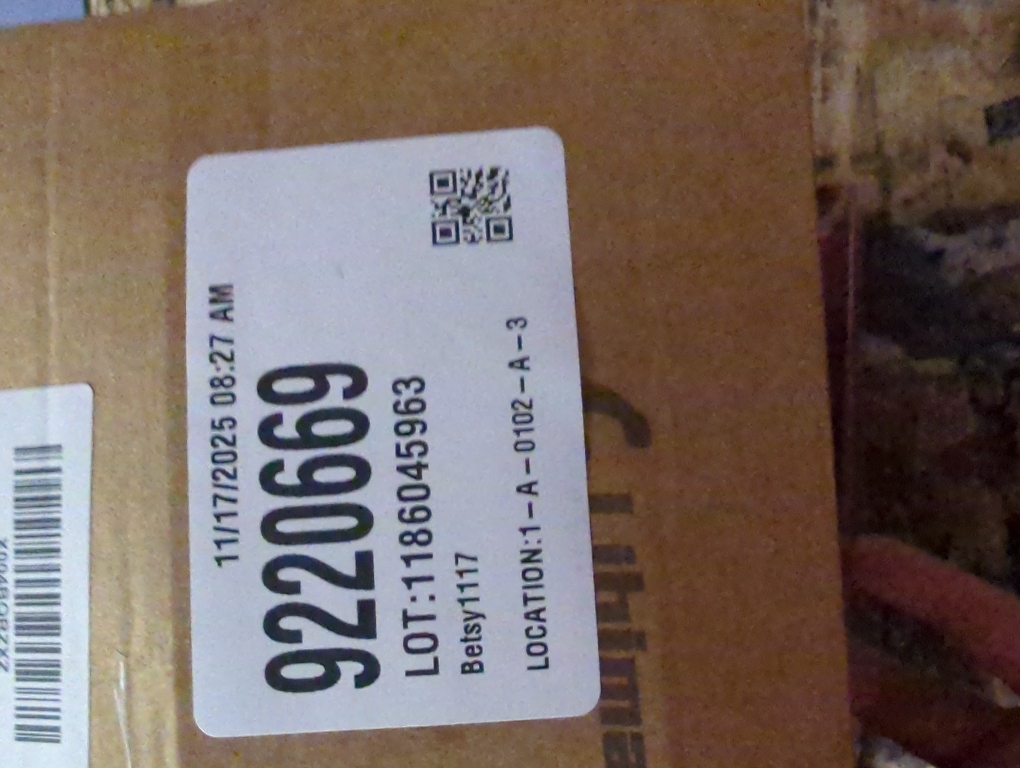 11/17/2025 08:27 AM
9220669
LOT:1186045963
Betsy1117
LOCATION:1-A-0102-A-3